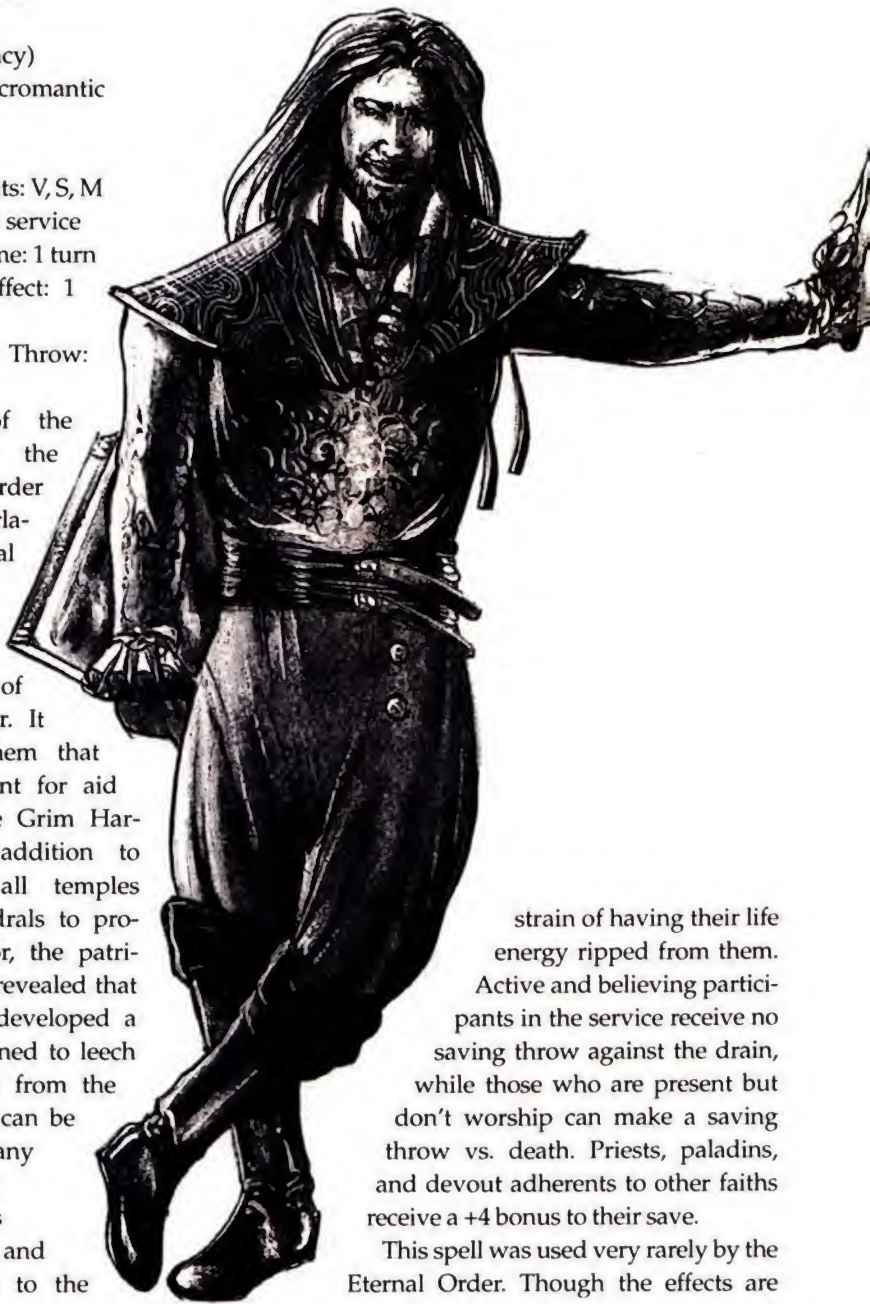 cy)
cromantic
ts: V, S, M
service
ne: 1 turn
ffect: 1
Throw:
f the
the
rder
rla-
al
of
r. It
nem that
nt for aid
e Grim Har-
addition to
all temples
drals to pro-
or, the patri-
revealed that
developed a
ned to leech
from the
can be
any
s
and
to the
strain of having their life
energy ripped from them.
Active and believing partici-
pants in the service receive no
saving throw against the drain,
while those who are present but
don't worship can make a saving
throw vs. death. Priests, paladins,
and devout adherents to other faiths
receive a +4 bonus to their save.
This spell was used very rarely by the
Eternal Order. Though the effects are